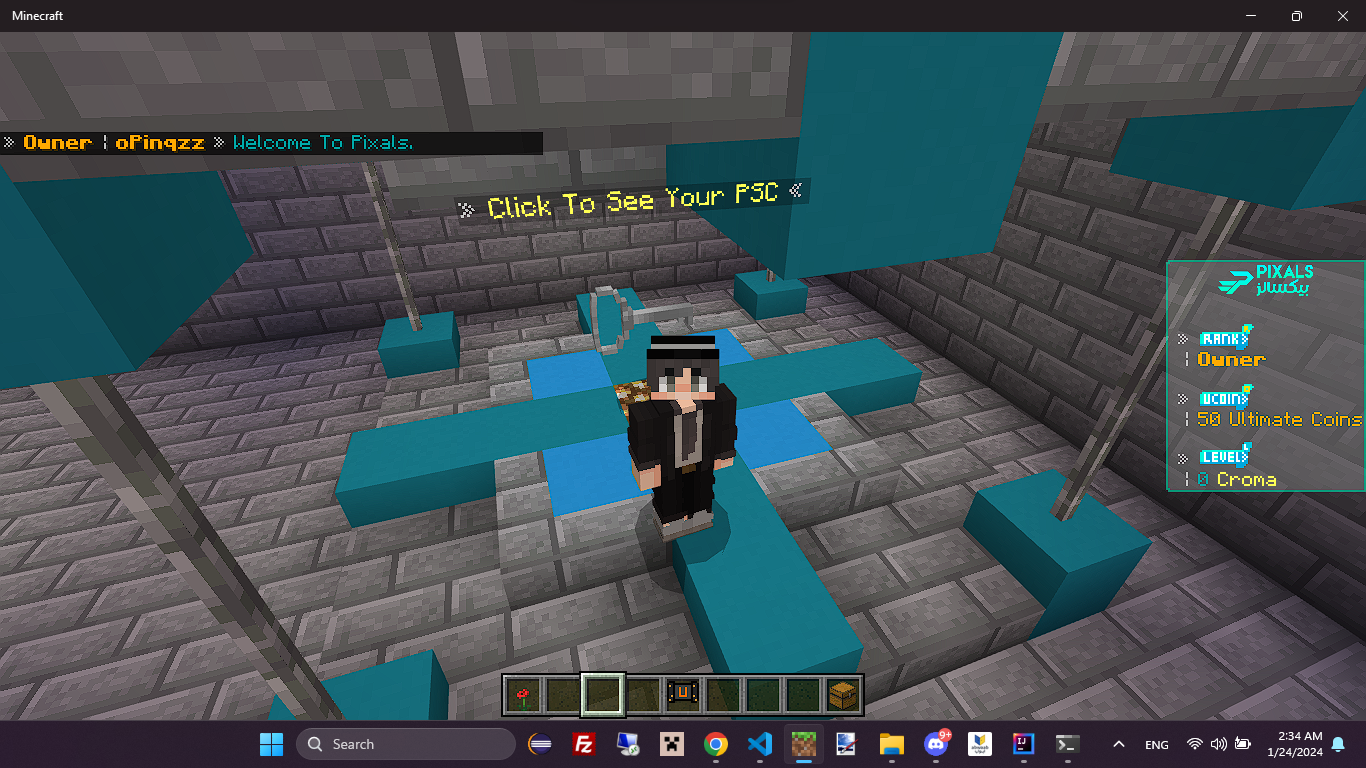 Minecraft
» Owner | oPinqzz » Welcome To Pixals.
» Click To See Your PSC «
PIXALS
بيكسالز
» RANK
| Owner
» UCOIN
| 50 Ultimate Coins
» LEVEL
| 0 Croma
U
Search
9+
ENG
2:34 AM
1/24/2024